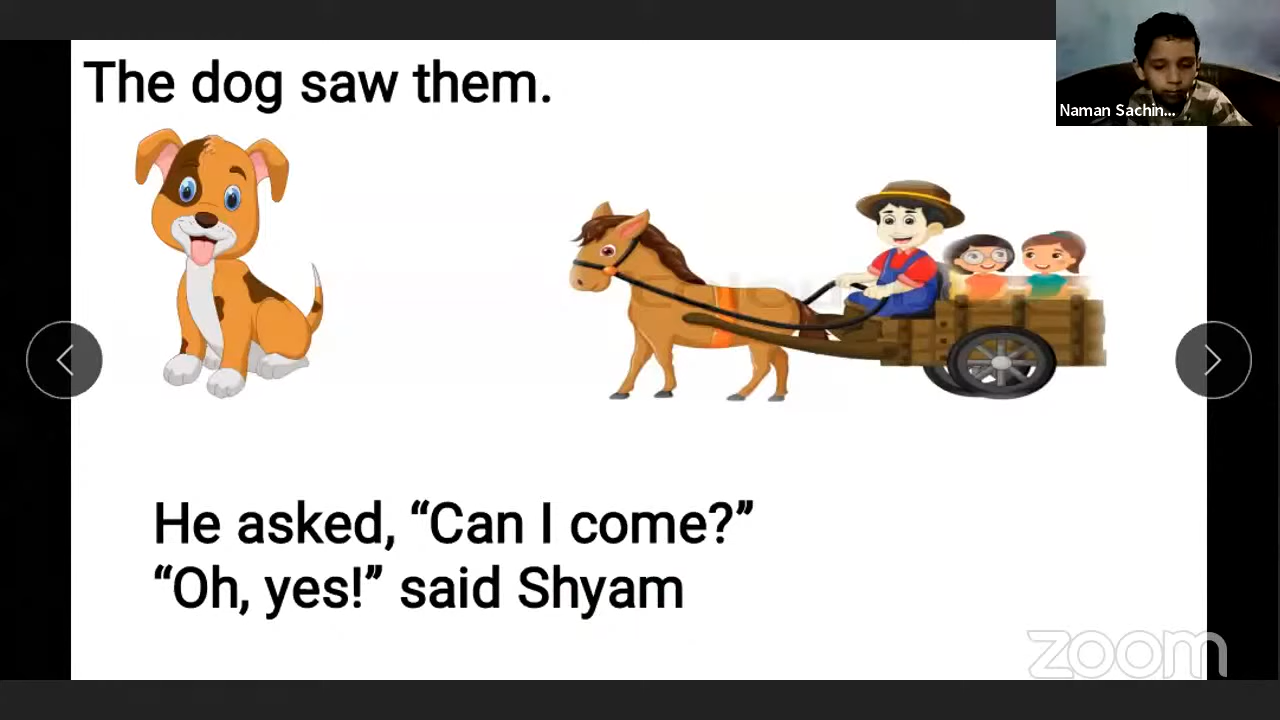 The dog saw them.
Naman Sachin...
He asked, “Can I come?”
“Oh, yes!” said Shyam
zoom